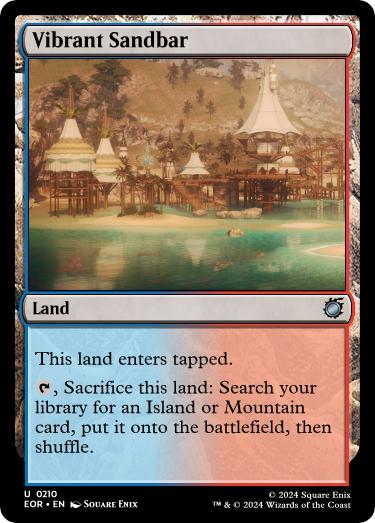 Vibrant Sandbar
Land
This land enters tapped.
, Sacrifice this land: Search your
library for an Island or Mountain
card, put it onto the battlefield, then
shuffle.
U 0210
EOR • EN Square Enix
© 2024 Square Enix
™ & © 2024 Wizards of the Coast